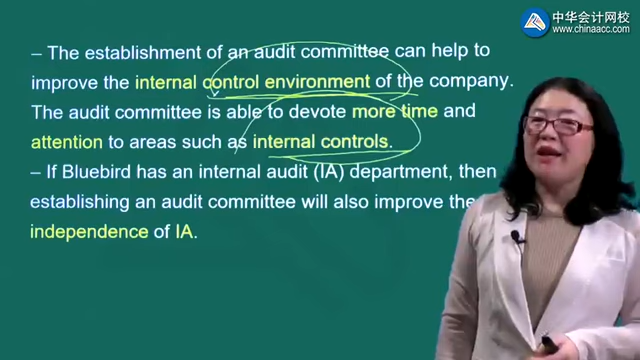 中华会计网校
www.chinaacc.com
– The establishment of an audit committee can help to
improve the internal control environment of the company.
The audit committee is able to devote more time and
attention to areas such as internal controls.
– If Bluebird has an internal audit (IA) department, then
establishing an audit committee will also improve the
independence of IA.